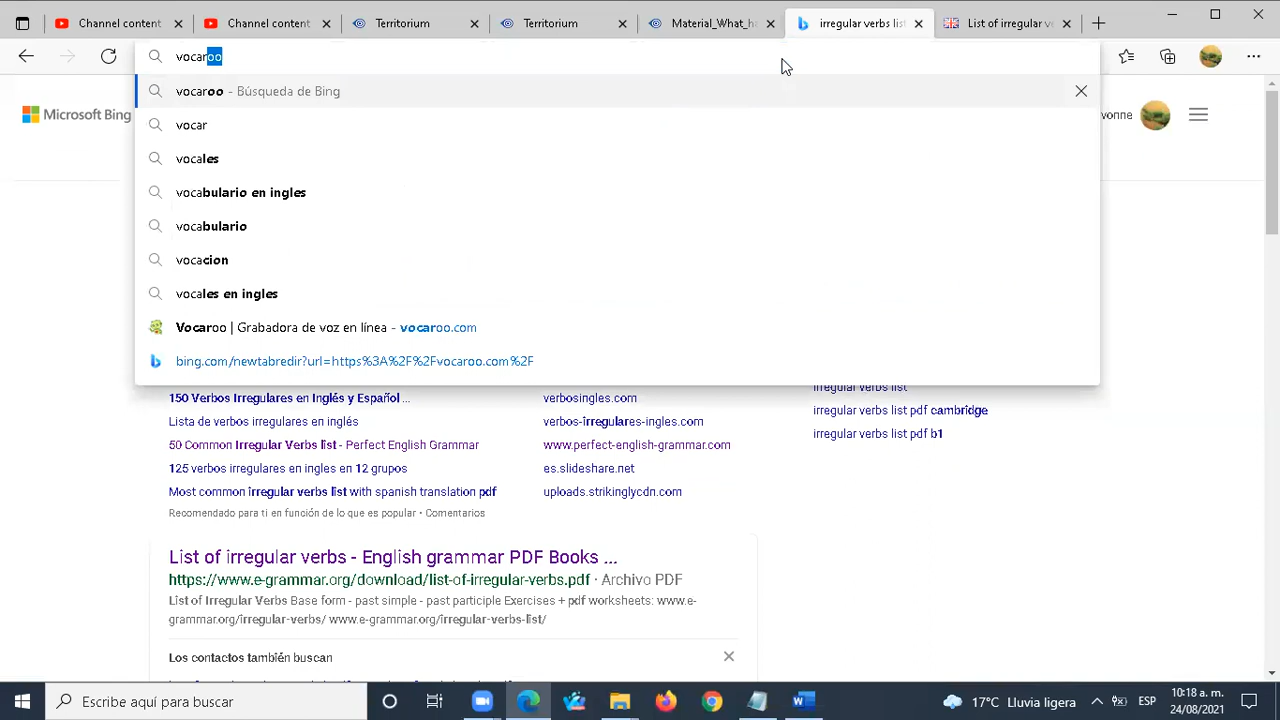 Channel content
Channel content
Territorium
Territorium
Material_What_ha
irregular verbs list
List of irregular ve
vocaroo
vocaroo - Búsqueda de Bing
vocar
vocales
vocabulario en ingles
vocabulario
vocacion
vocales en ingles
Vocaroo | Grabadora de voz en línea - vocaroo.com
bing.com/newtabredir?url=https%3A%2F%2Fvocaroo.com%2F
Microsoft Bing
vonne
150 Verbos Irregulares en Inglés y Español ...
verbosingles.com
Lista de verbos irregulares en inglés
verbos-irregulares-ingles.com
50 Common Irregular Verbs list - Perfect English Grammar
www.perfect-english-grammar.com
125 verbos irregulares en ingles en 12 grupos
es.slideshare.net
Most common irregular verbs list with spanish translation pdf
uploads.strikinglycdn.com
Recomendado para ti en función de lo que es popular • Comentarios
irregular verbs list
irregular verbs list pdf cambridge
irregular verbs list pdf b1
List of irregular verbs - English grammar PDF Books ...
https://www.e-grammar.org/download/list-of-irregular-verbs.pdf · Archivo PDF
List of Irregular Verbs Base form - past simple - past participle Exercises + pdf worksheets: www.e-
grammar.org/irregular-verbs/ www.e-grammar.org/irregular-verbs-list/
Los contactos también buscan
Escribe aquí para buscar
17°C Lluvia ligera
ESP
10:18 a. m.
24/08/2021